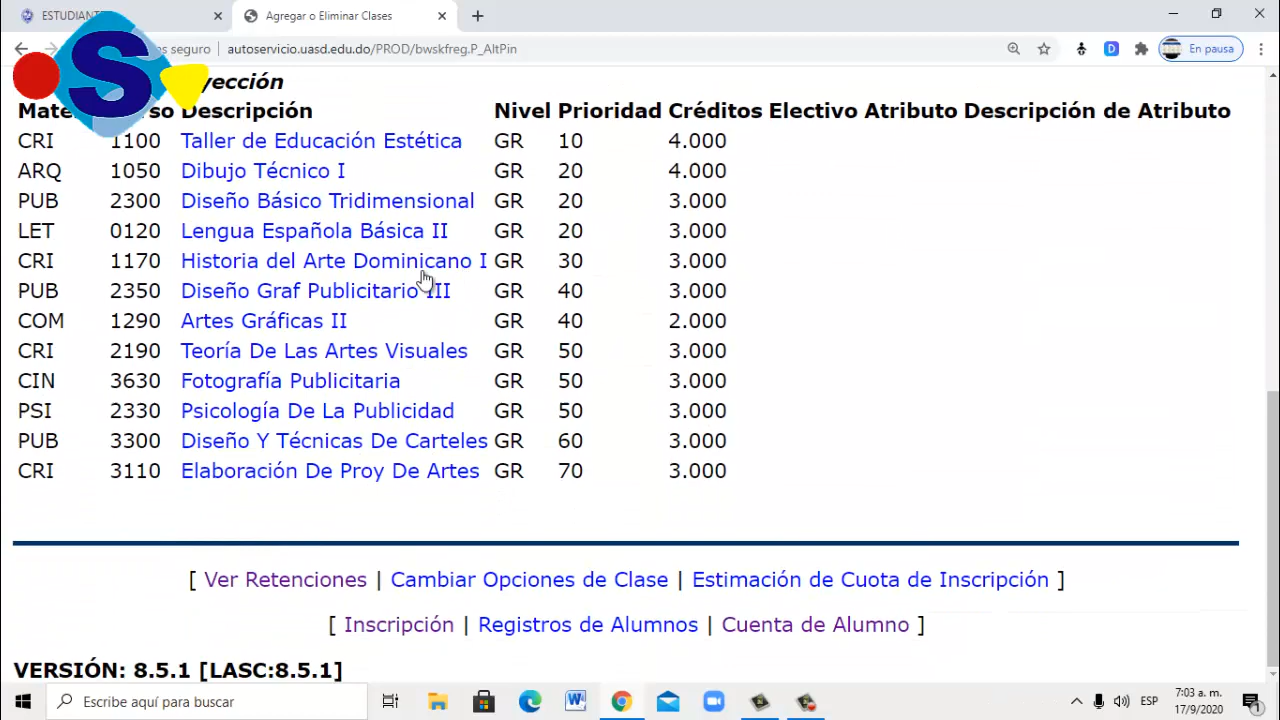 ESTUDIANT
Agregar o Eliminar Clases
os seguro | autoservicio.uasd.edu.do/PROD/bwskfreg.P_AltPin
En pausa
S
yección
Mate rso Descripción Nivel Prioridad Créditos Electivo Atributo Descripción de Atributo
CRI 1100 Taller de Educación Estética GR 10 4.000
ARQ 1050 Dibujo Técnico I GR 20 4.000
PUB 2300 Diseño Básico Tridimensional GR 20 3.000
LET 0120 Lengua Española Básica II GR 20 3.000
CRI 1170 Historia del Arte Dominicano I GR 30 3.000
PUB 2350 Diseño Graf Publicitario III GR 40 3.000
COM 1290 Artes Gráficas II GR 40 2.000
CRI 2190 Teoría De Las Artes Visuales GR 50 3.000
CIN 3630 Fotografía Publicitaria GR 50 3.000
PSI 2330 Psicología De La Publicidad GR 50 3.000
PUB 3300 Diseño Y Técnicas De Carteles GR 60 3.000
CRI 3110 Elaboración De Proy De Artes GR 70 3.000
[ Ver Retenciones | Cambiar Opciones de Clase | Estimación de Cuota de Inscripción ]
[ Inscripción | Registros de Alumnos | Cuenta de Alumno ]
VERSIÓN: 8.5.1 [LASC:8.5.1]
Escribe aquí para buscar
ESP
7:03 a. m.
17/9/2020